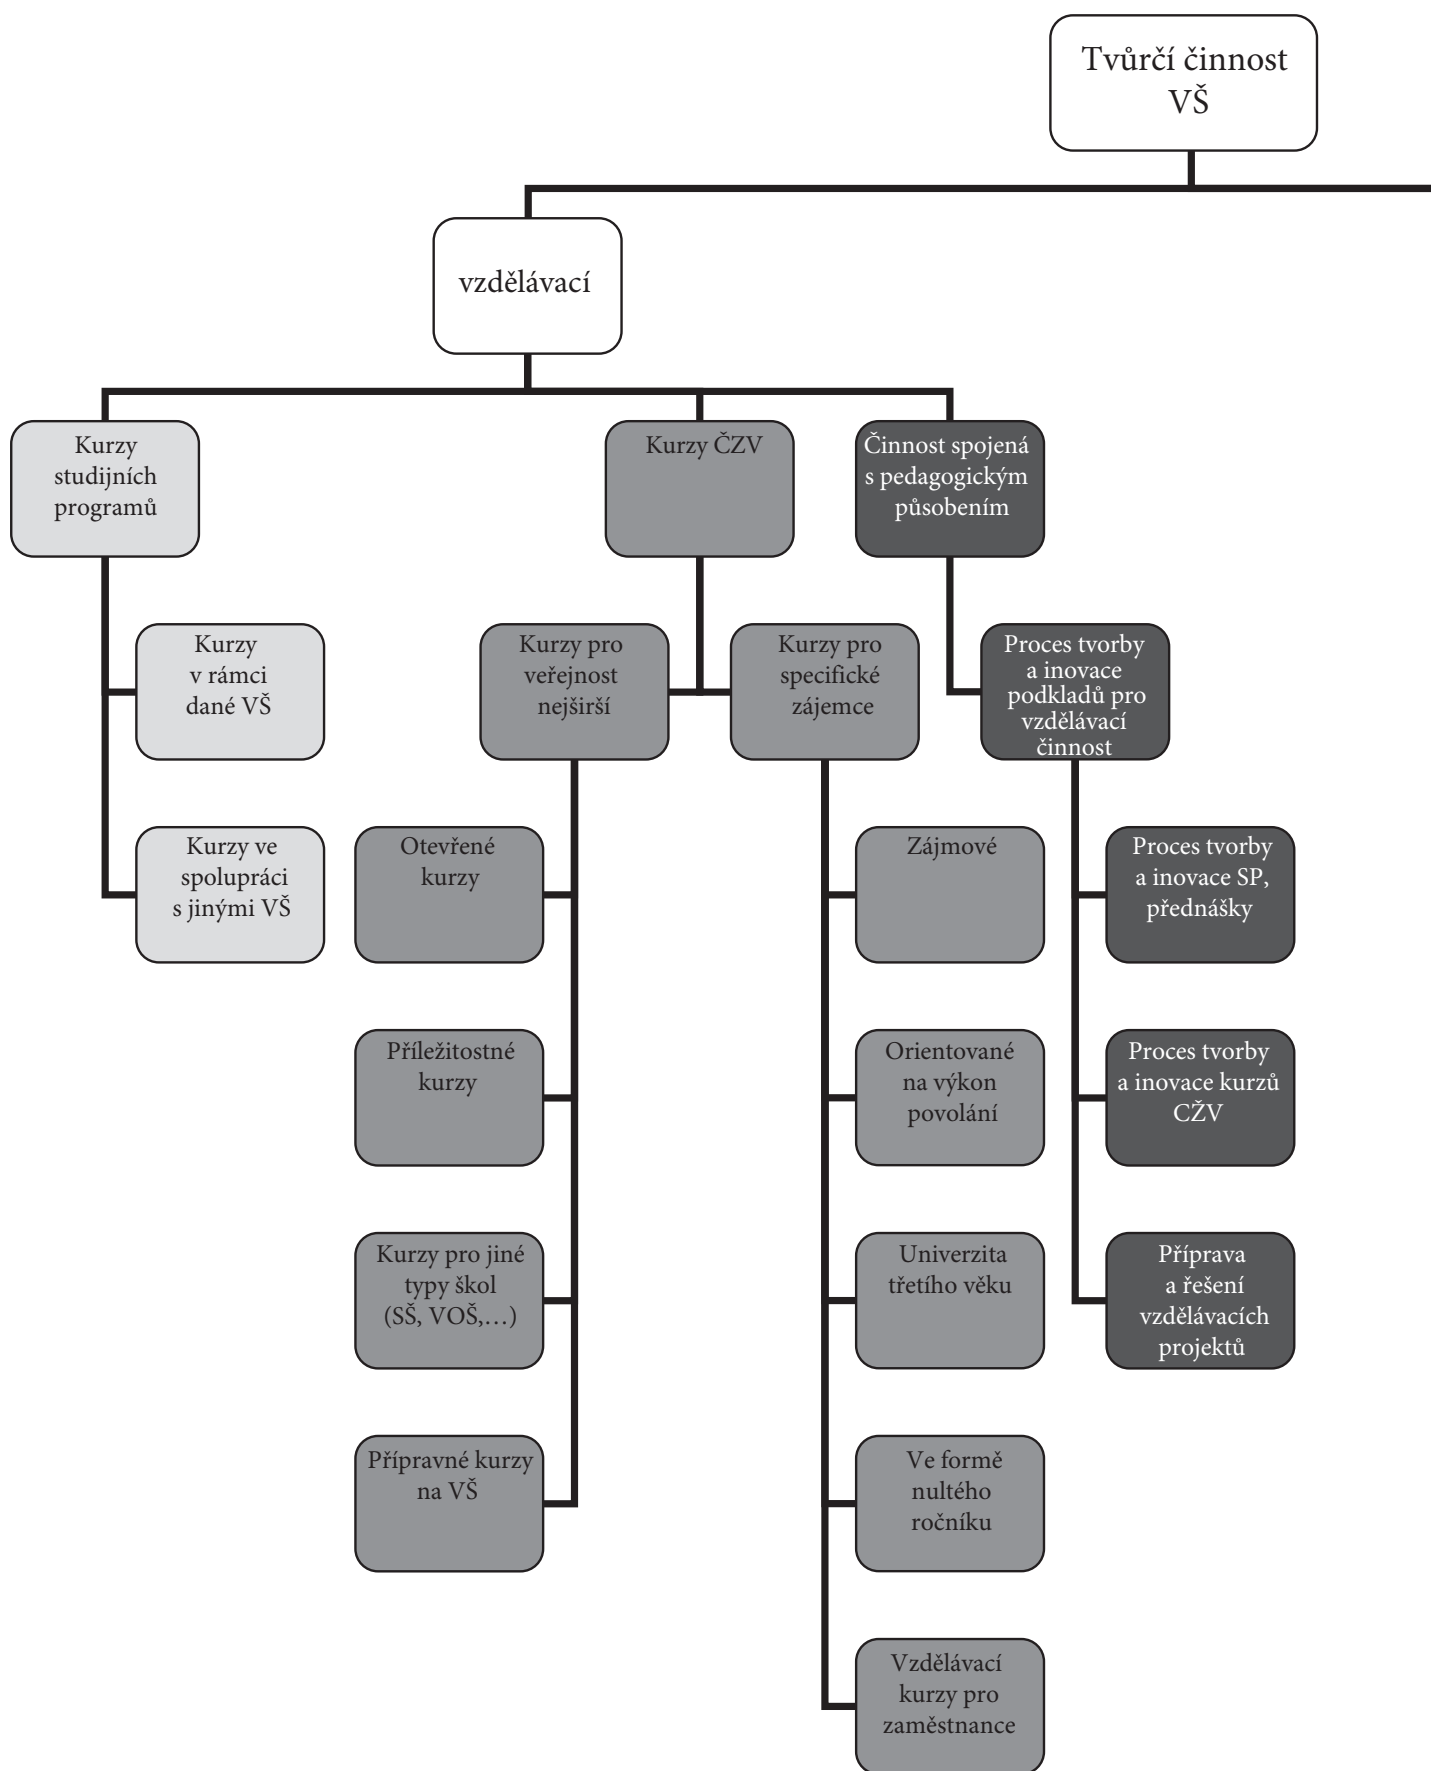 Tvůrčí činnost
VŠ
vzdělávací
Kurzy
studijních
programů
Kurzy ČZV
Činnost spojená
s pedagogickým
působením
Kurzy
v rámci
dané VŠ
Kurzy pro
veřejnost
nejširší
Kurzy pro
specifické
zájemce
Proces tvorby
a inovace
podkladů pro
vzdělávací
činnost
Kurzy ve
spolupráci
s jinými VŠ
Otevřené
kurzy
Zájmové
Proces tvorby
a inovace SP,
přednášky
Příležitostné
kurzy
Orientované
na výkon
povolání
Proces tvorby
a inovace kurzů
CŽV
Kurzy pro jiné
typy škol
(SŠ, VOŠ,…)
Univerzita
třetího věku
Příprava
a řešení
vzdělávacích
projektů
Přípravné kurzy
na VŠ
Ve formě
nultého
ročníku
Vzdělávací
kurzy pro
zaměstnance